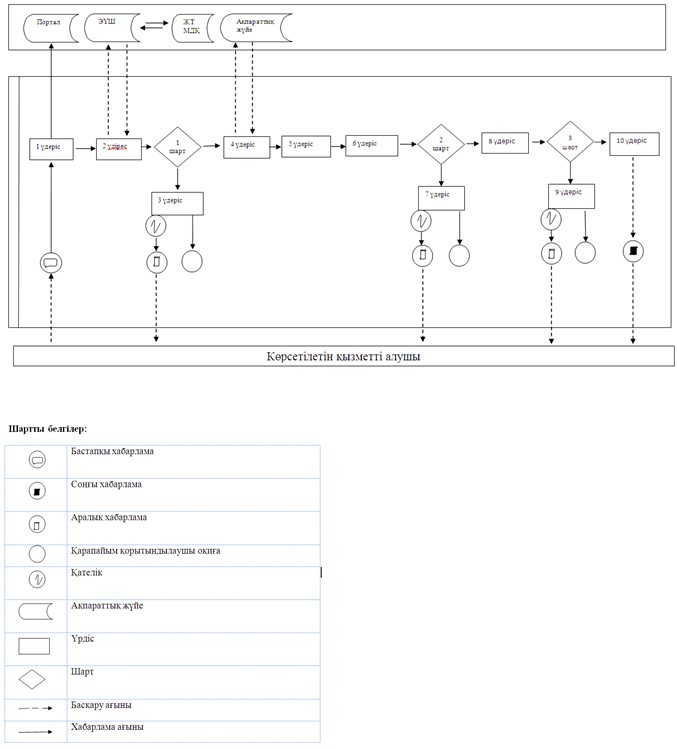 Портал
ЭҮШ
ЖТ
МДҚ
Ақпараттық
жүйе
1 үдеріс
2 үдірес
1
шарт
4 үдеріс
5 үдеріс
6 үдеріс
2
шарт
8 үдеріс
3
шарт
10 үдеріс
3 үдеріс
7 үдеріс
9 үдеріс
Көрсетілетін қызметті алушы
Шартты белгілер:
Бастапқы хабарлама
Соңғы хабарлама
Аралық хабарлама
Қарапайым қорытындылаушы оқиға
Қателік
Ақпараттық жүйе
Үрдіс
Шарт
Басқару ағыны
Хабарлама ағыны